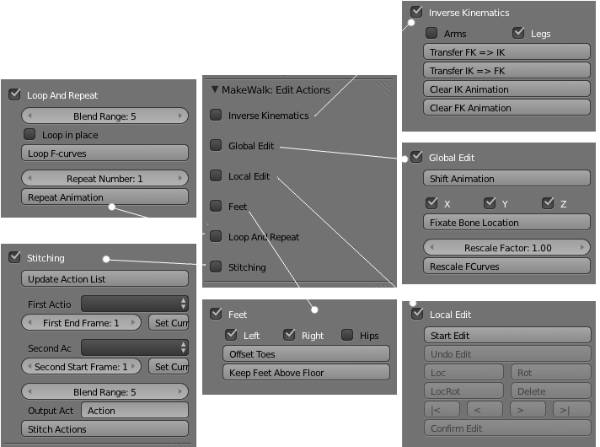 Inverse Kinematics
Arms Legs
Transfer FK => IK
Transfer IK => FK
Clear IK Animation
Clear FK Animation
Loop And Repeat
Blend Range: 5
Loop in place
Loop F-curves
Repeat Number: 1
Repeat Animation
MakeWalk: Edit Actions
Inverse Kinematics
Global Edit
Local Edit
Feet
Loop And Repeat
Stitching
Global Edit
Shift Animation
X Y Z
Fixate Bone Location
Rescale Factor: 1.00
Rescale FCurves
Stitching
Update Action List
First Actio
First End Frame: 1 Set Curr
Second Ac
Second Start Frame: 1 Set Curr
Blend Range: 5
Output Act Action
Stitch Actions
Feet
Left Right Hips
Offset Toes
Keep Feet Above Floor
Local Edit
Start Edit
Undo Edit
Loc Rot
LocRot Delete
|< < > >|
Confirm Edit